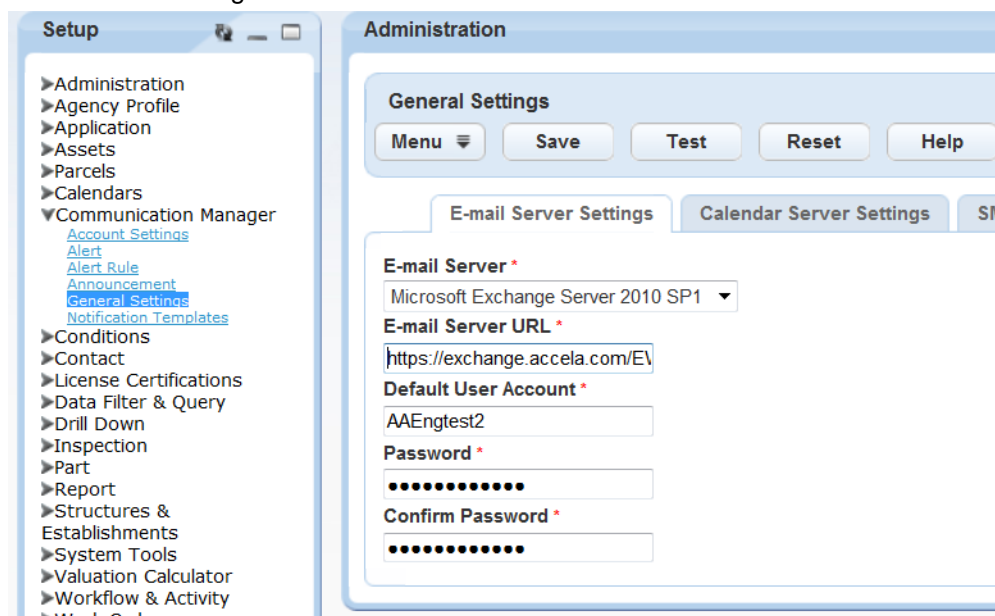 Setup
Administration
Agency Profile
Application
Assets
Parcels
Calendars
Communication Manager
Account Settings
Alert
Alert Rule
Announcement
General Settings
Notification Templates
Conditions
Contact
License Certifications
Data Filter & Query
Drill Down
Inspection
Part
Report
Structures &
Establishments
System Tools
Valuation Calculator
Workflow & Activity
Administration
General Settings
Menu Save Test Reset Help
E-mail Server Settings Calendar Server Settings
E-mail Server *
Microsoft Exchange Server 2010 SP1
E-mail Server URL *
https://exchange.accela.com/E
Default User Account *
AAEngtest2
Password *
••••••••••••
Confirm Password *
••••••••••••